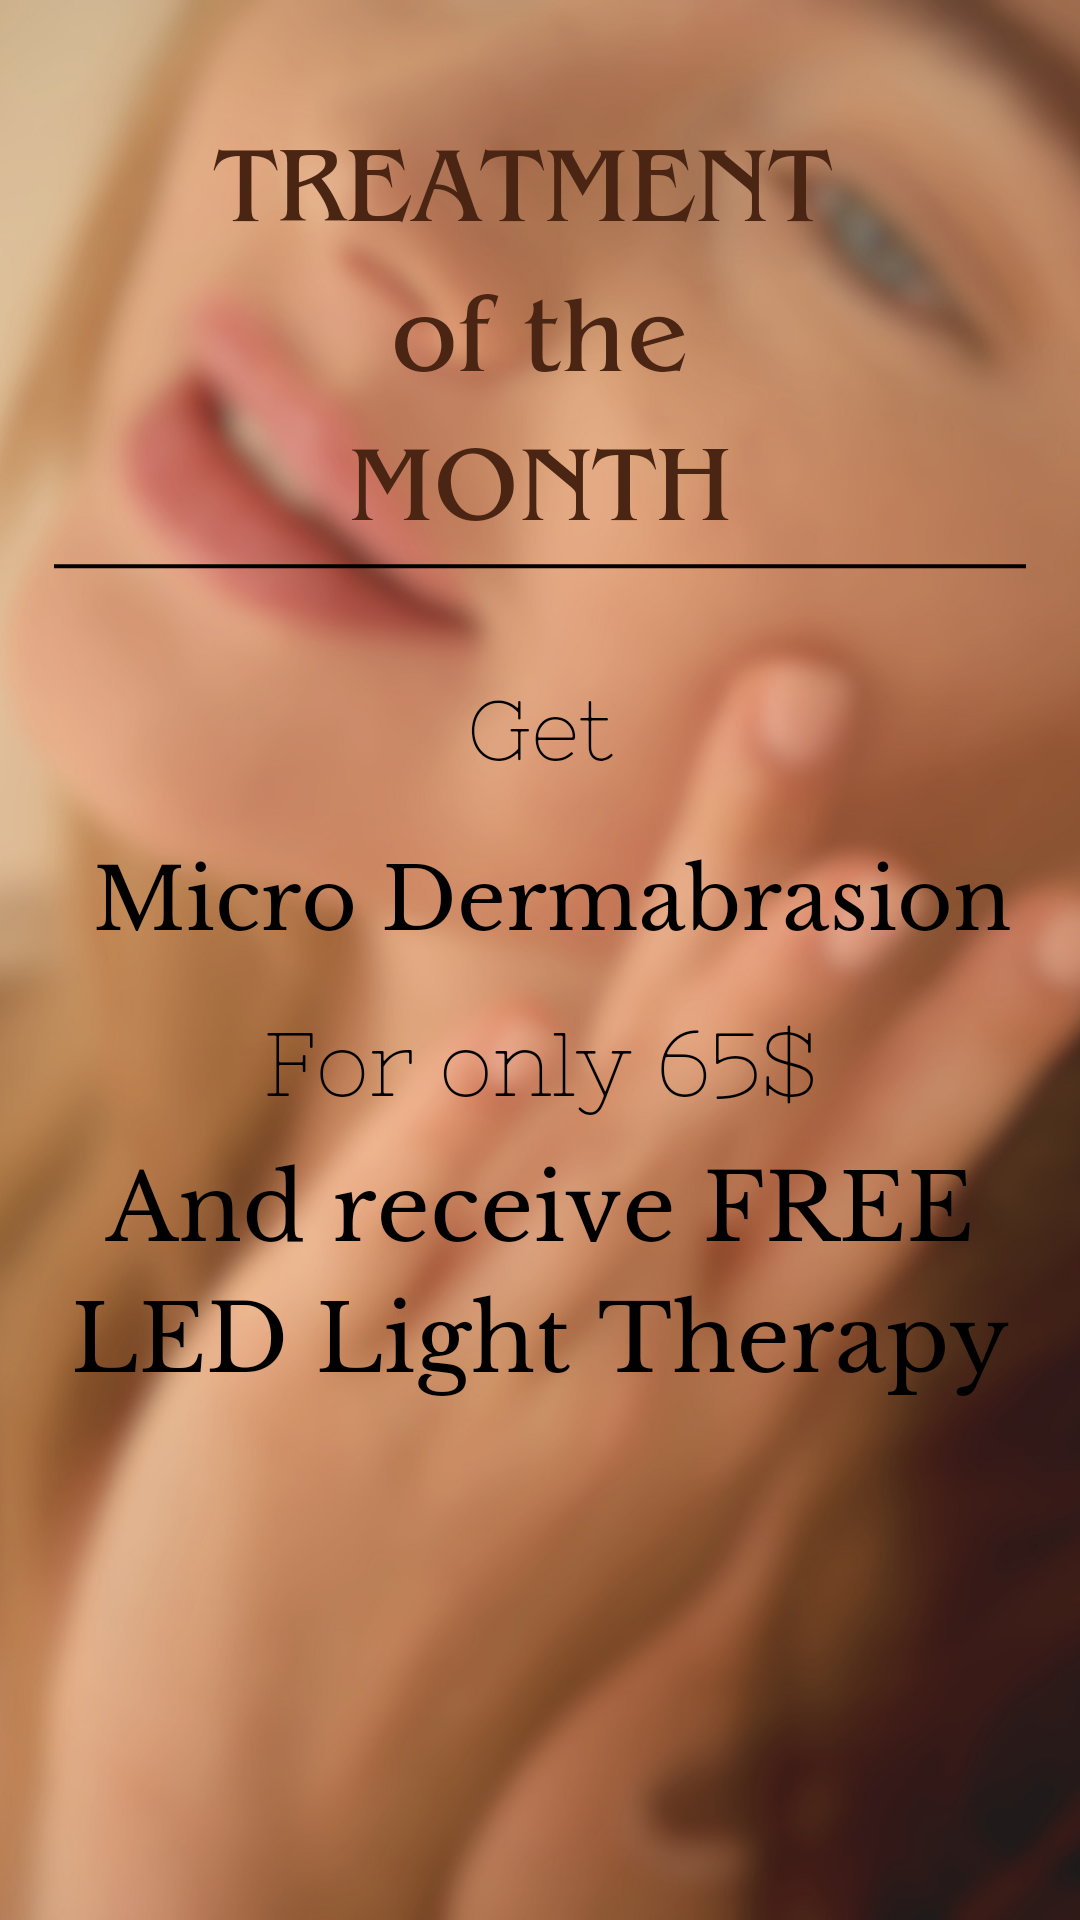 TREATMENT
of the
MONTH
Get
Micro Dermabrasion
For only 65$
And receive FREE
LED Light Therapy